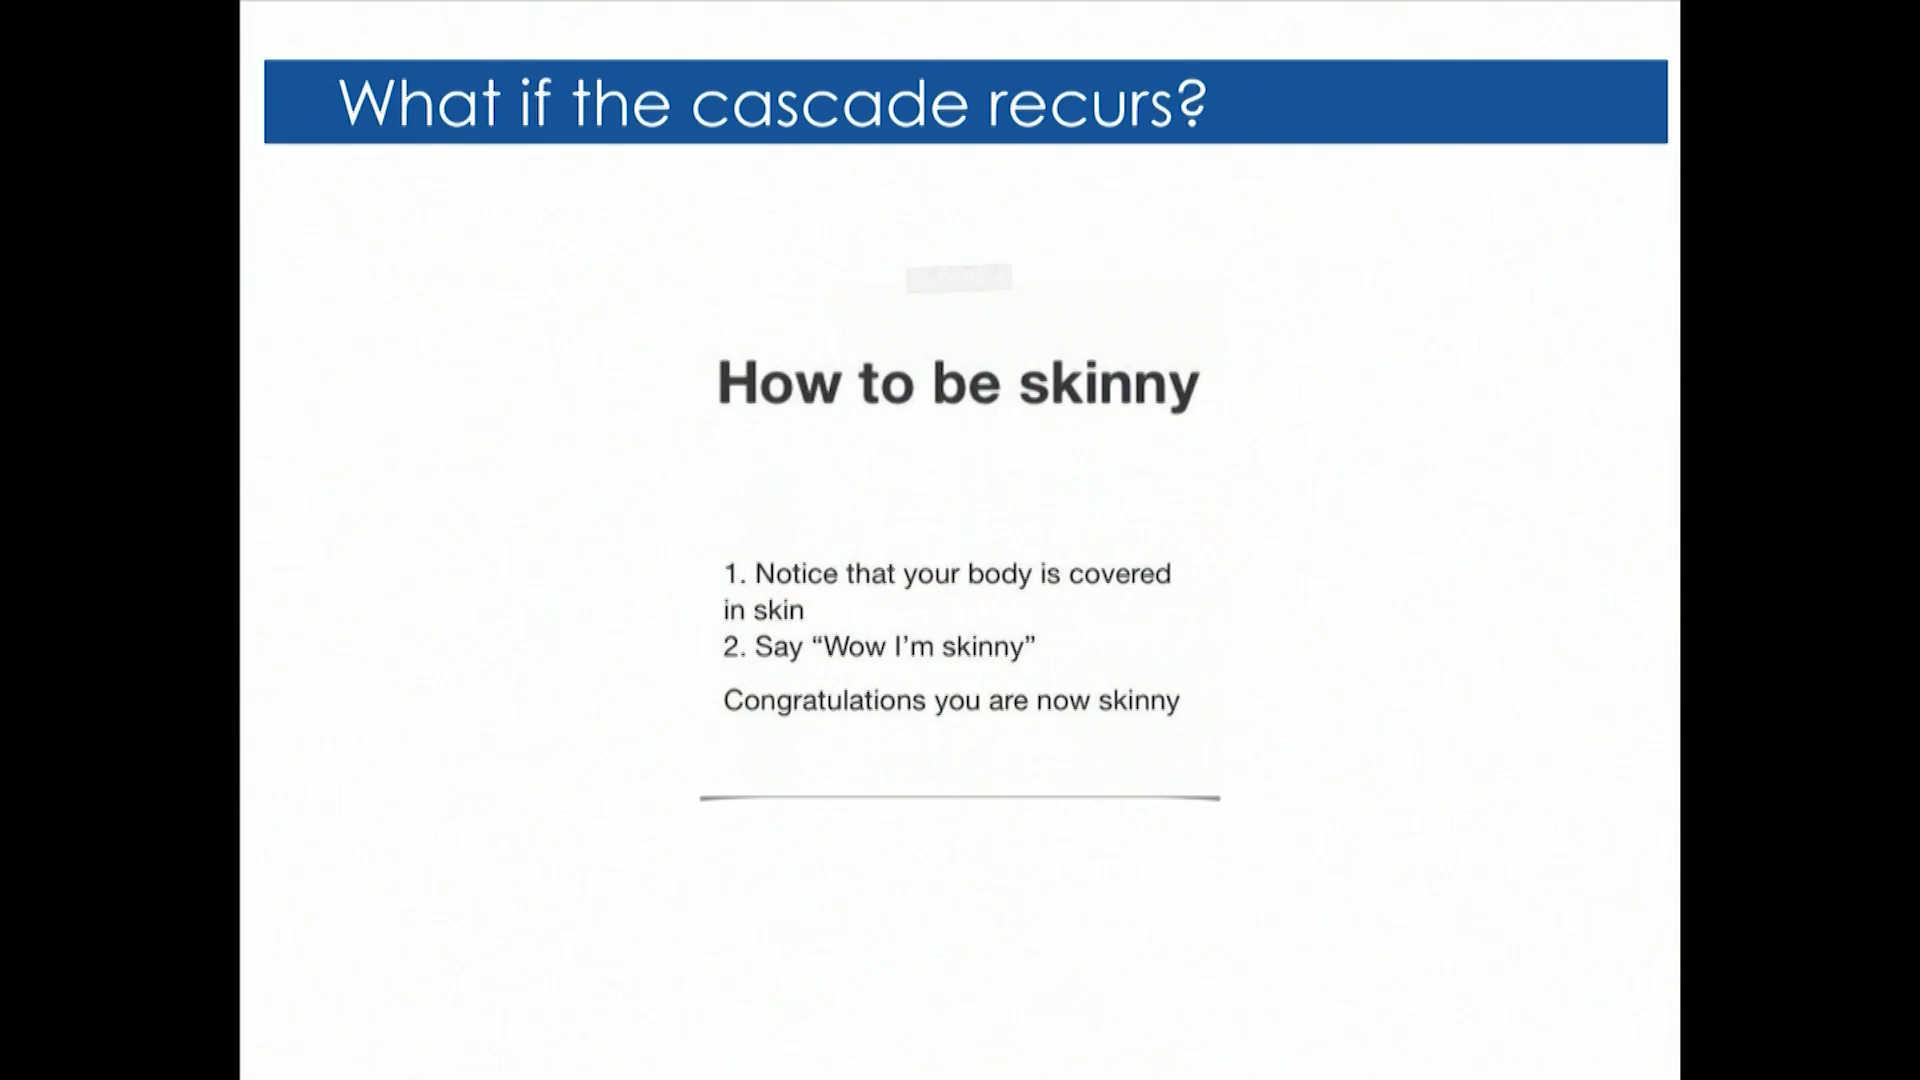 What if the cascade recurs?
How to be skinny
1. Notice that your body is covered
in skin
2. Say “Wow I’m skinny”
Congratulations you are now skinny